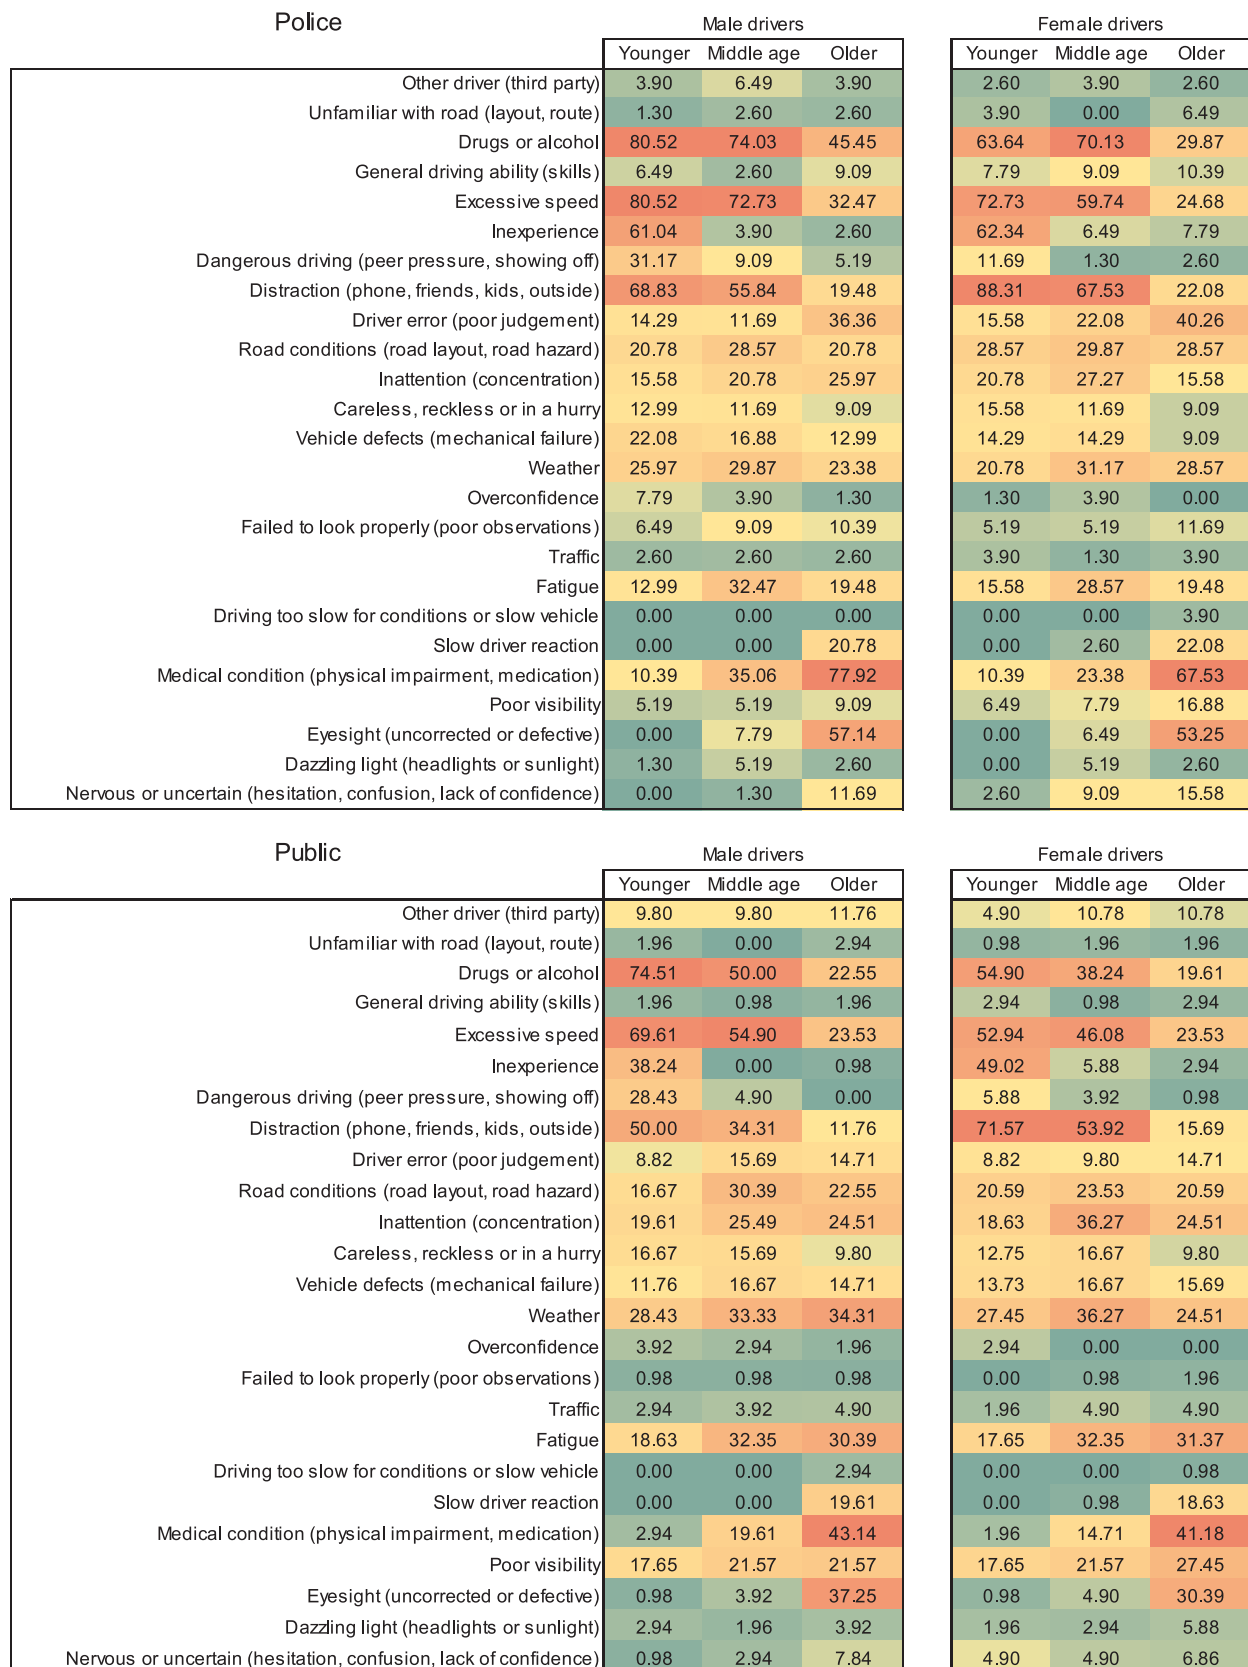 Police Male drivers Female drivers
Younger Middle age Older Younger Middle age Older
Other driver (third party) 3.90 6.49 3.90 2.60 3.90 2.60
Unfamiliar with road (layout, route) 1.30 2.60 2.60 3.90 0.00 6.49
Drugs or alcohol 80.52 74.03 45.45 63.64 70.13 29.87
General driving ability (skills) 6.49 2.60 9.09 7.79 9.09 10.39
Excessive speed 80.52 72.73 32.47 72.73 59.74 24.68
Inexperience 61.04 3.90 2.60 62.34 6.49 7.79
Dangerous driving (peer pressure, showing off) 31.17 9.09 5.19 11.69 1.30 2.60
Distraction (phone, friends, kids, outside) 68.83 55.84 19.48 88.31 67.53 22.08
Driver error (poor judgement) 14.29 11.69 36.36 15.58 22.08 40.26
Road conditions (road layout, road hazard) 20.78 28.57 20.78 28.57 29.87 28.57
Inattention (concentration) 15.58 20.78 25.97 20.78 27.27 15.58
Careless, reckless or in a hurry 12.99 11.69 9.09 15.58 11.69 9.09
Vehicle defects (mechanical failure) 22.08 16.88 12.99 14.29 14.29 9.09
Weather 25.97 29.87 23.38 20.78 31.17 28.57
Overconfidence 7.79 3.90 1.30 1.30 3.90 0.00
Failed to look properly (poor observations) 6.49 9.09 10.39 5.19 5.19 11.69
Traffic 2.60 2.60 2.60 3.90 1.30 3.90
Fatigue 12.99 32.47 19.48 15.58 28.57 19.48
Driving too slow for conditions or slow vehicle 0.00 0.00 0.00 0.00 0.00 3.90
Slow driver reaction 0.00 0.00 20.78 0.00 2.60 22.08
Medical condition (physical impairment, medication) 10.39 35.06 77.92 10.39 23.38 67.53
Poor visibility 5.19 5.19 9.09 6.49 7.79 16.88
Eyesight (uncorrected or defective) 0.00 7.79 57.14 0.00 6.49 53.25
Dazzling light (headlights or sunlight) 1.30 5.19 2.60 0.00 5.19 2.60
Nervous or uncertain (hesitation, confusion, lack of confidence) 0.00 1.30 11.69 2.60 9.09 15.58
Public Male drivers Female drivers
Younger Middle age Older Younger Middle age Older
Other driver (third party) 9.80 9.80 11.76 4.90 10.78 10.78
Unfamiliar with road (layout, route) 1.96 0.00 2.94 0.98 1.96 1.96
Drugs or alcohol 74.51 50.00 22.55 54.90 38.24 19.61
General driving ability (skills) 1.96 0.98 1.96 2.94 0.98 2.94
Excessive speed 69.61 54.90 23.53 52.94 46.08 23.53
Inexperience 38.24 0.00 0.98 49.02 5.88 2.94
Dangerous driving (peer pressure, showing off) 28.43 4.90 0.00 5.88 3.92 0.98
Distraction (phone, friends, kids, outside) 50.00 34.31 11.76 71.57 53.92 15.69
Driver error (poor judgement) 8.82 15.69 14.71 8.82 9.80 14.71
Road conditions (road layout, road hazard) 16.67 30.39 22.55 20.59 23.53 20.59
Inattention (concentration) 19.61 25.49 24.51 18.63 36.27 24.51
Careless, reckless or in a hurry 16.67 15.69 9.80 12.75 16.67 9.80
Vehicle defects (mechanical failure) 11.76 16.67 14.71 13.73 16.67 15.69
Weather 28.43 33.33 34.31 27.45 36.27 24.51
Overconfidence 3.92 2.94 1.96 2.94 0.00 0.00
Failed to look properly (poor observations) 0.98 0.98 0.98 0.00 0.98 1.96
Traffic 2.94 3.92 4.90 1.96 4.90 4.90
Fatigue 18.63 32.35 30.39 17.65 32.35 31.37
Driving too slow for conditions or slow vehicle 0.00 0.00 2.94 0.00 0.00 0.98
Slow driver reaction 0.00 0.00 19.61 0.00 0.98 18.63
Medical condition (physical impairment, medication) 2.94 19.61 43.14 1.96 14.71 41.18
Poor visibility 17.65 21.57 21.57 17.65 21.57 27.45
Eyesight (uncorrected or defective) 0.98 3.92 37.25 0.98 4.90 30.39
Dazzling light (headlights or sunlight) 2.94 1.96 3.92 1.96 2.94 5.88
Nervous or uncertain (hesitation, confusion, lack of confidence) 0.98 2.94 7.84 4.90 4.90 6.86